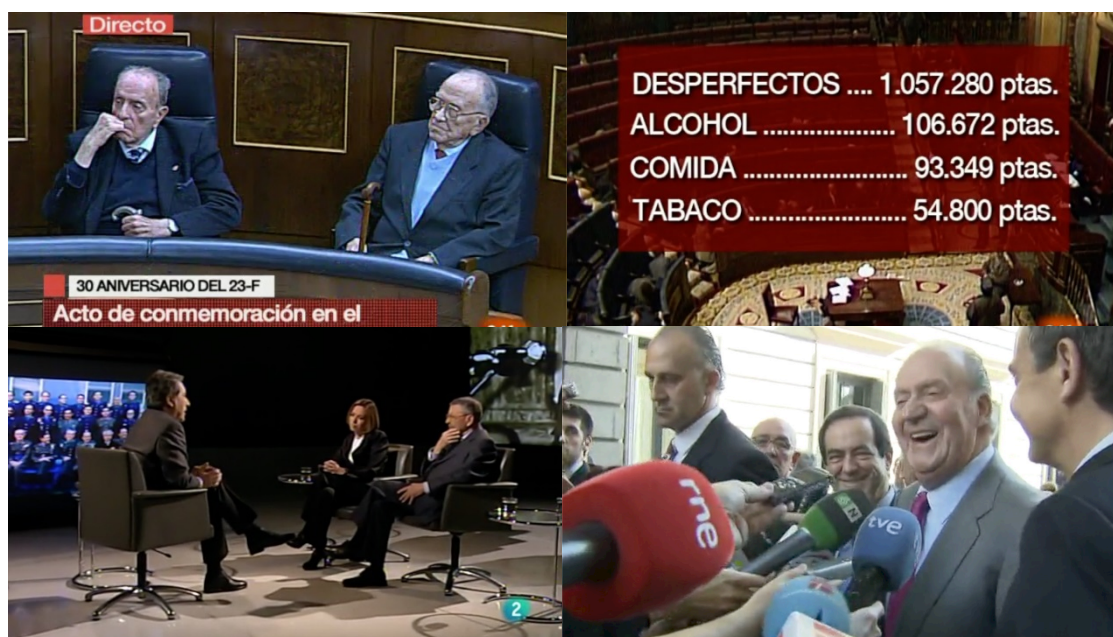 Directo
30 ANIVERSARIO DEL 23-F
Acto de conmemoración en el
DESPERFECTOS .... 1.057.280 ptas.
ALCOHOL ...................... 106.672 ptas.
COMIDA ........................... 93.349 ptas.
TABACO .......................... 54.800 ptas.
2
rne
N
tve